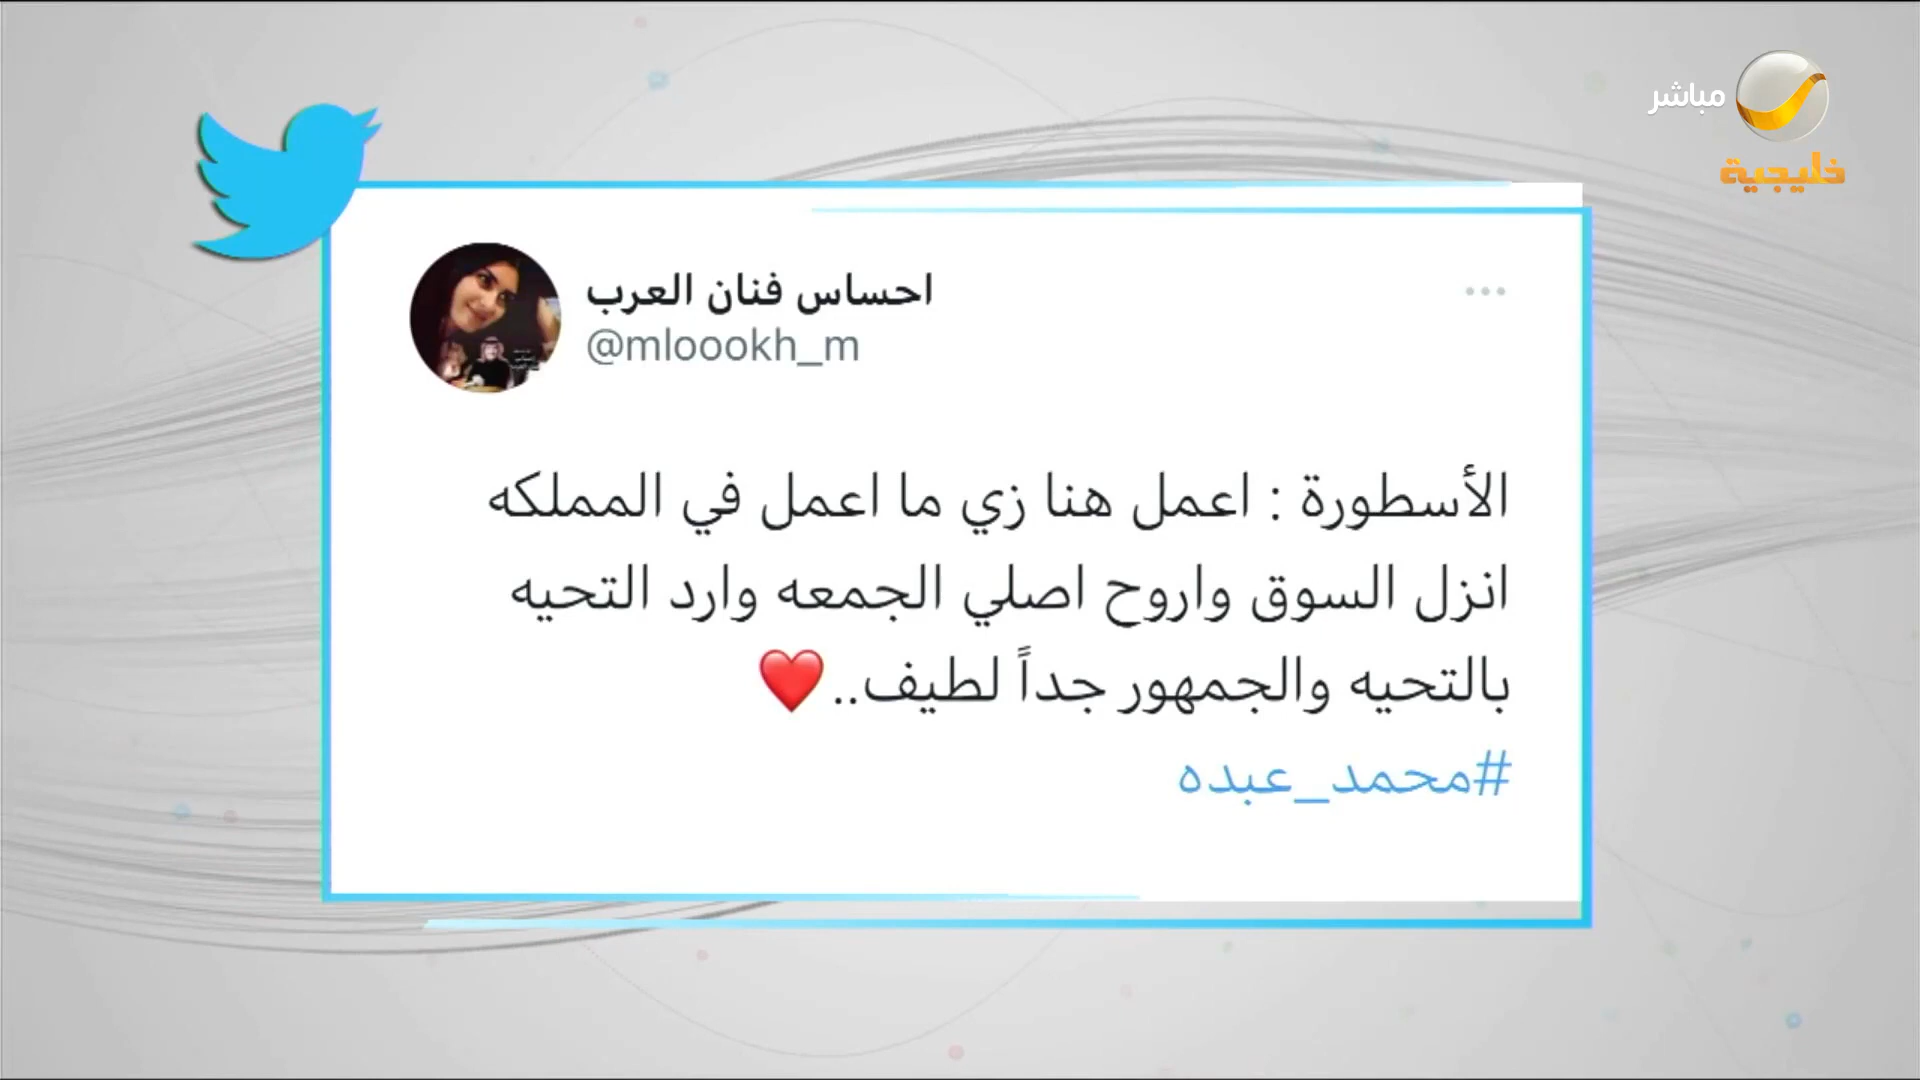 مباشر
خليجية
احساس فنان العرب
@mloookh_m
الأسطورة : اعمل هنا زي ما اعمل في المملكه
انزل السوق واروح اصلي الجمعه وارد التحيه
بالتحيه والجمهور جداً لطيف..❤️
#محمد_عبده